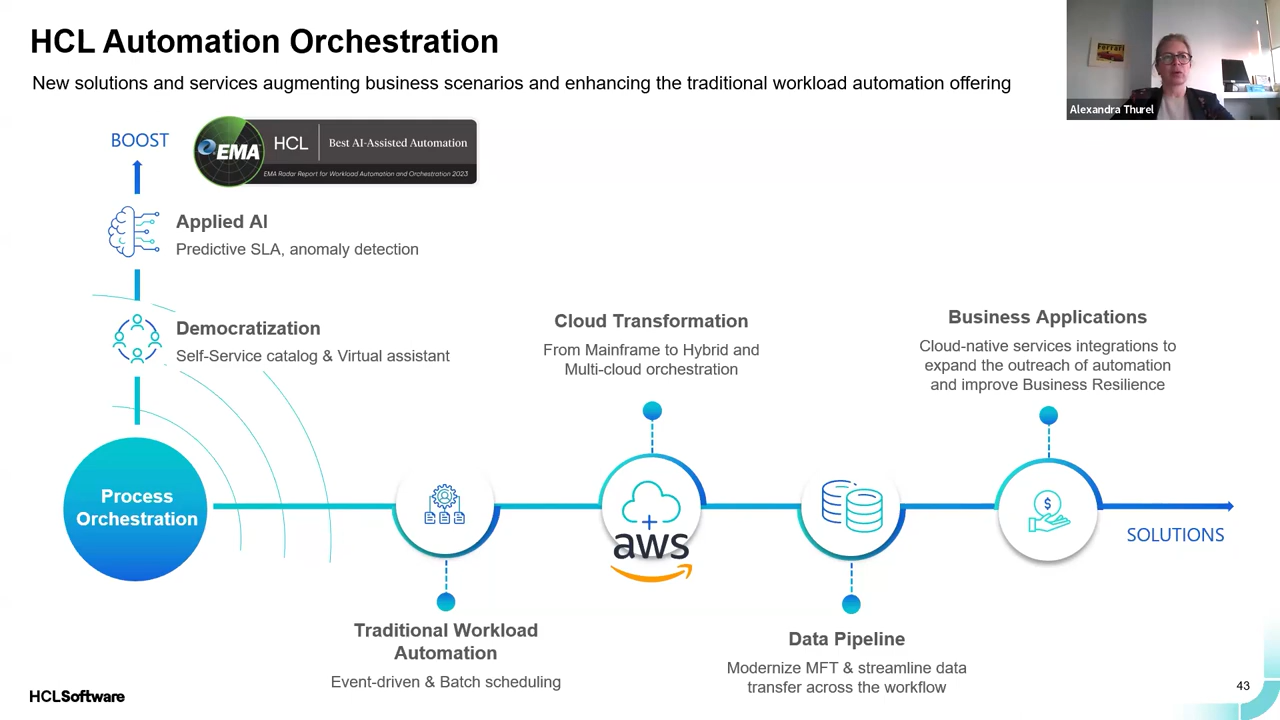 HCL Automation Orchestration
New solutions and services augmenting business scenarios and enhancing the traditional workload automation offering
Ferrari
Alexandra Thurel
BOOST
EMA
HCL
Best AI-Assisted Automation
EMA Radar Report for Workload Automation and Orchestration 2023
Applied AI
Predictive SLA, anomaly detection
Democratization
Self-Service catalog & Virtual assistant
Cloud Transformation
From Mainframe to Hybrid and
Multi-cloud orchestration
Business Applications
Cloud-native services integrations to
expand the outreach of automation
and improve Business Resilience
Process
Orchestration
$
aws
SOLUTIONS
Traditional Workload
Automation
Event-driven & Batch scheduling
Data Pipeline
Modernize MFT & streamline data
transfer across the workflow
HCLSoftware
43